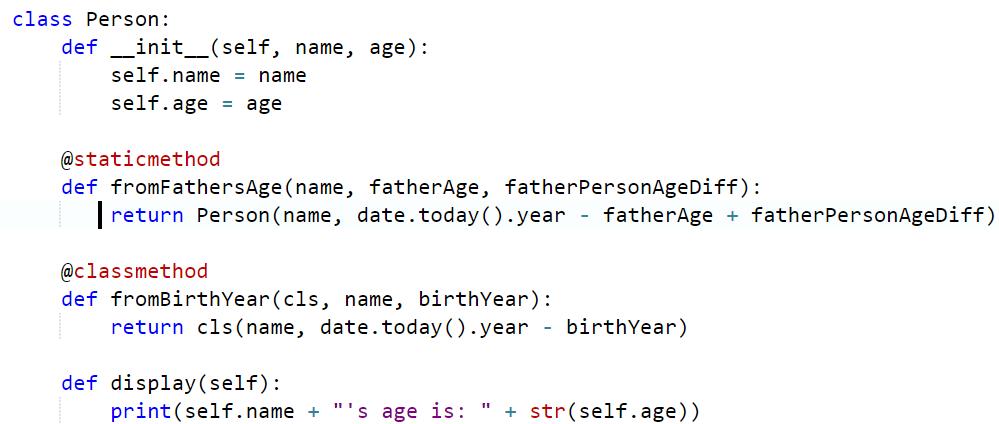 class Person:
    def __init__(self, name, age):
        self.name = name
        self.age = age

    @staticmethod
    def fromFathersAge(name, fatherAge, fatherPersonAgeDiff):
        return Person(name, date.today().year - fatherAge + fatherPersonAgeDiff)

    @classmethod
    def fromBirthYear(cls, name, birthYear):
        return cls(name, date.today().year - birthYear)

    def display(self):
        print(self.name + "'s age is: " + str(self.age))